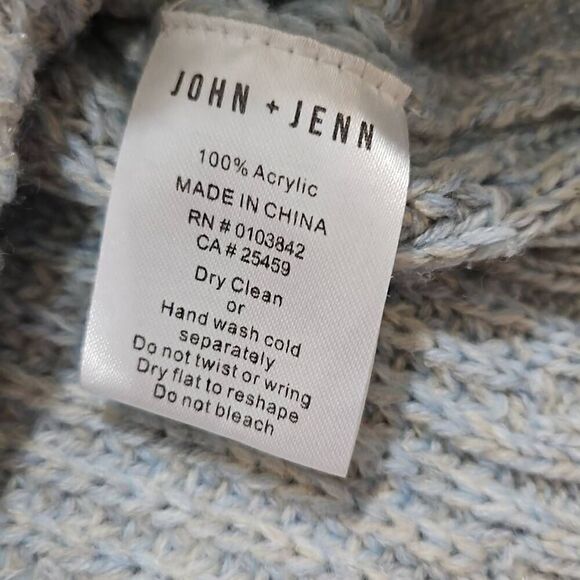 JOHN + JENN
100% Acrylic
MADE IN CHINA
RN # 0103842
CA # 25459
Dry Clean
or
Hand wash cold
separately
Do not twist or wring
Dry flat to reshape
Do not bleach